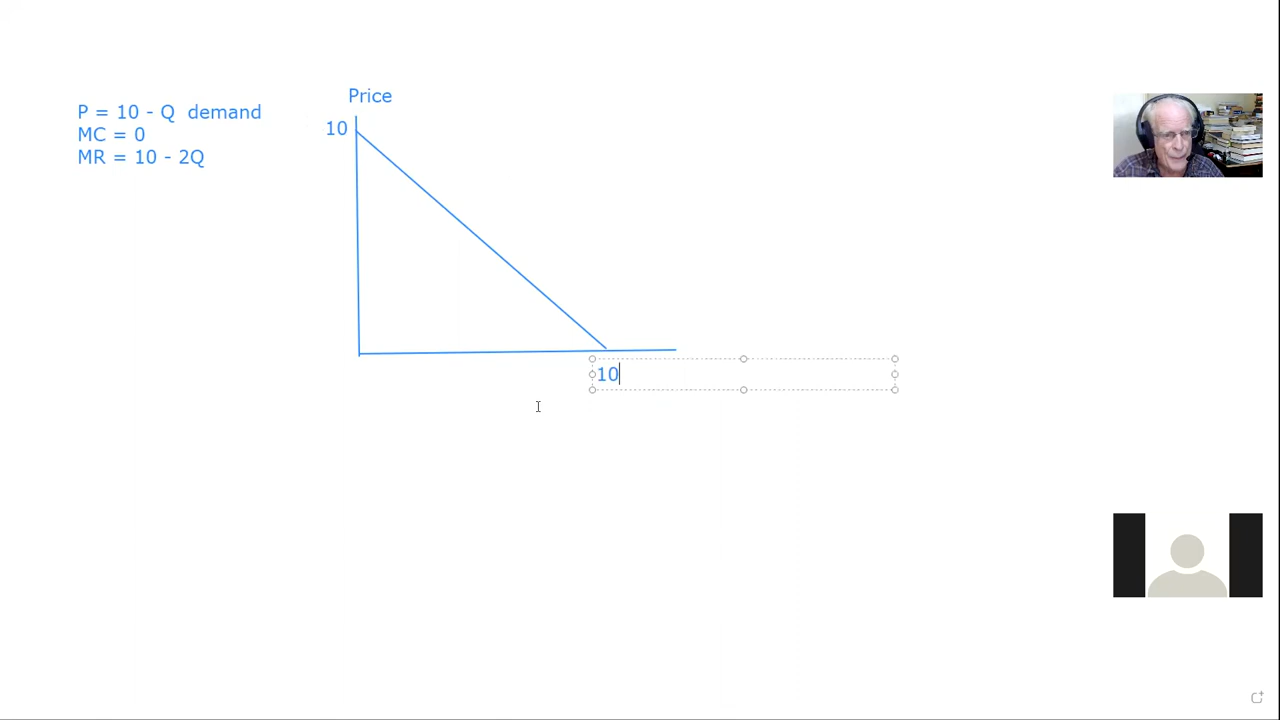 Price
P = 10 - Q  demand
MC = 0
MR = 10 - 2Q
10
10